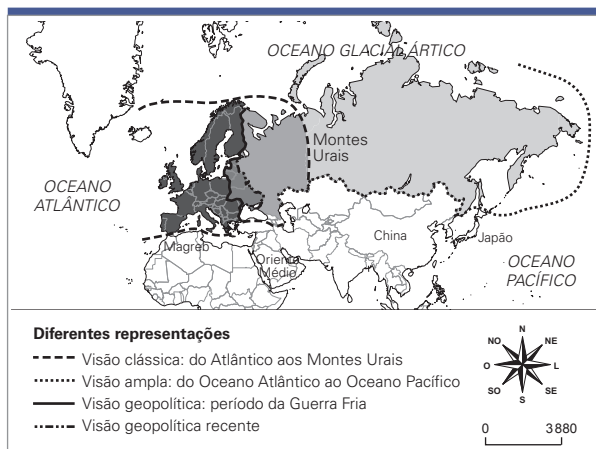 OCEANO GLACIAL ÁRTICO
Montes
Urais
OCEANO
ATLÂNTICO
Magreb
Oriente
Médio
China
Japão
OCEANO
PACÍFICO
Diferentes representações
Visão clássica: do Atlântico aos Montes Urais
Visão ampla: do Oceano Atlântico ao Oceano Pacífico
Visão geopolítica: período da Guerra Fria
Visão geopolítica recente
N
NO
NE
O
L
SO
SE
S
0
3 880